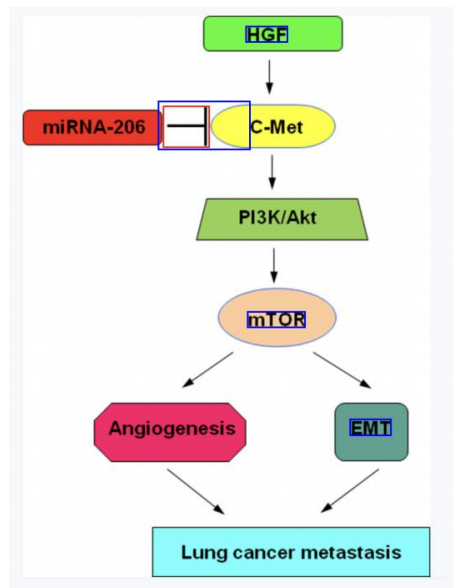 HGF
miRNA-206
C-Met
PI3K/Akt
mTOR
Angiogenesis
EMT
Lung cancer metastasis